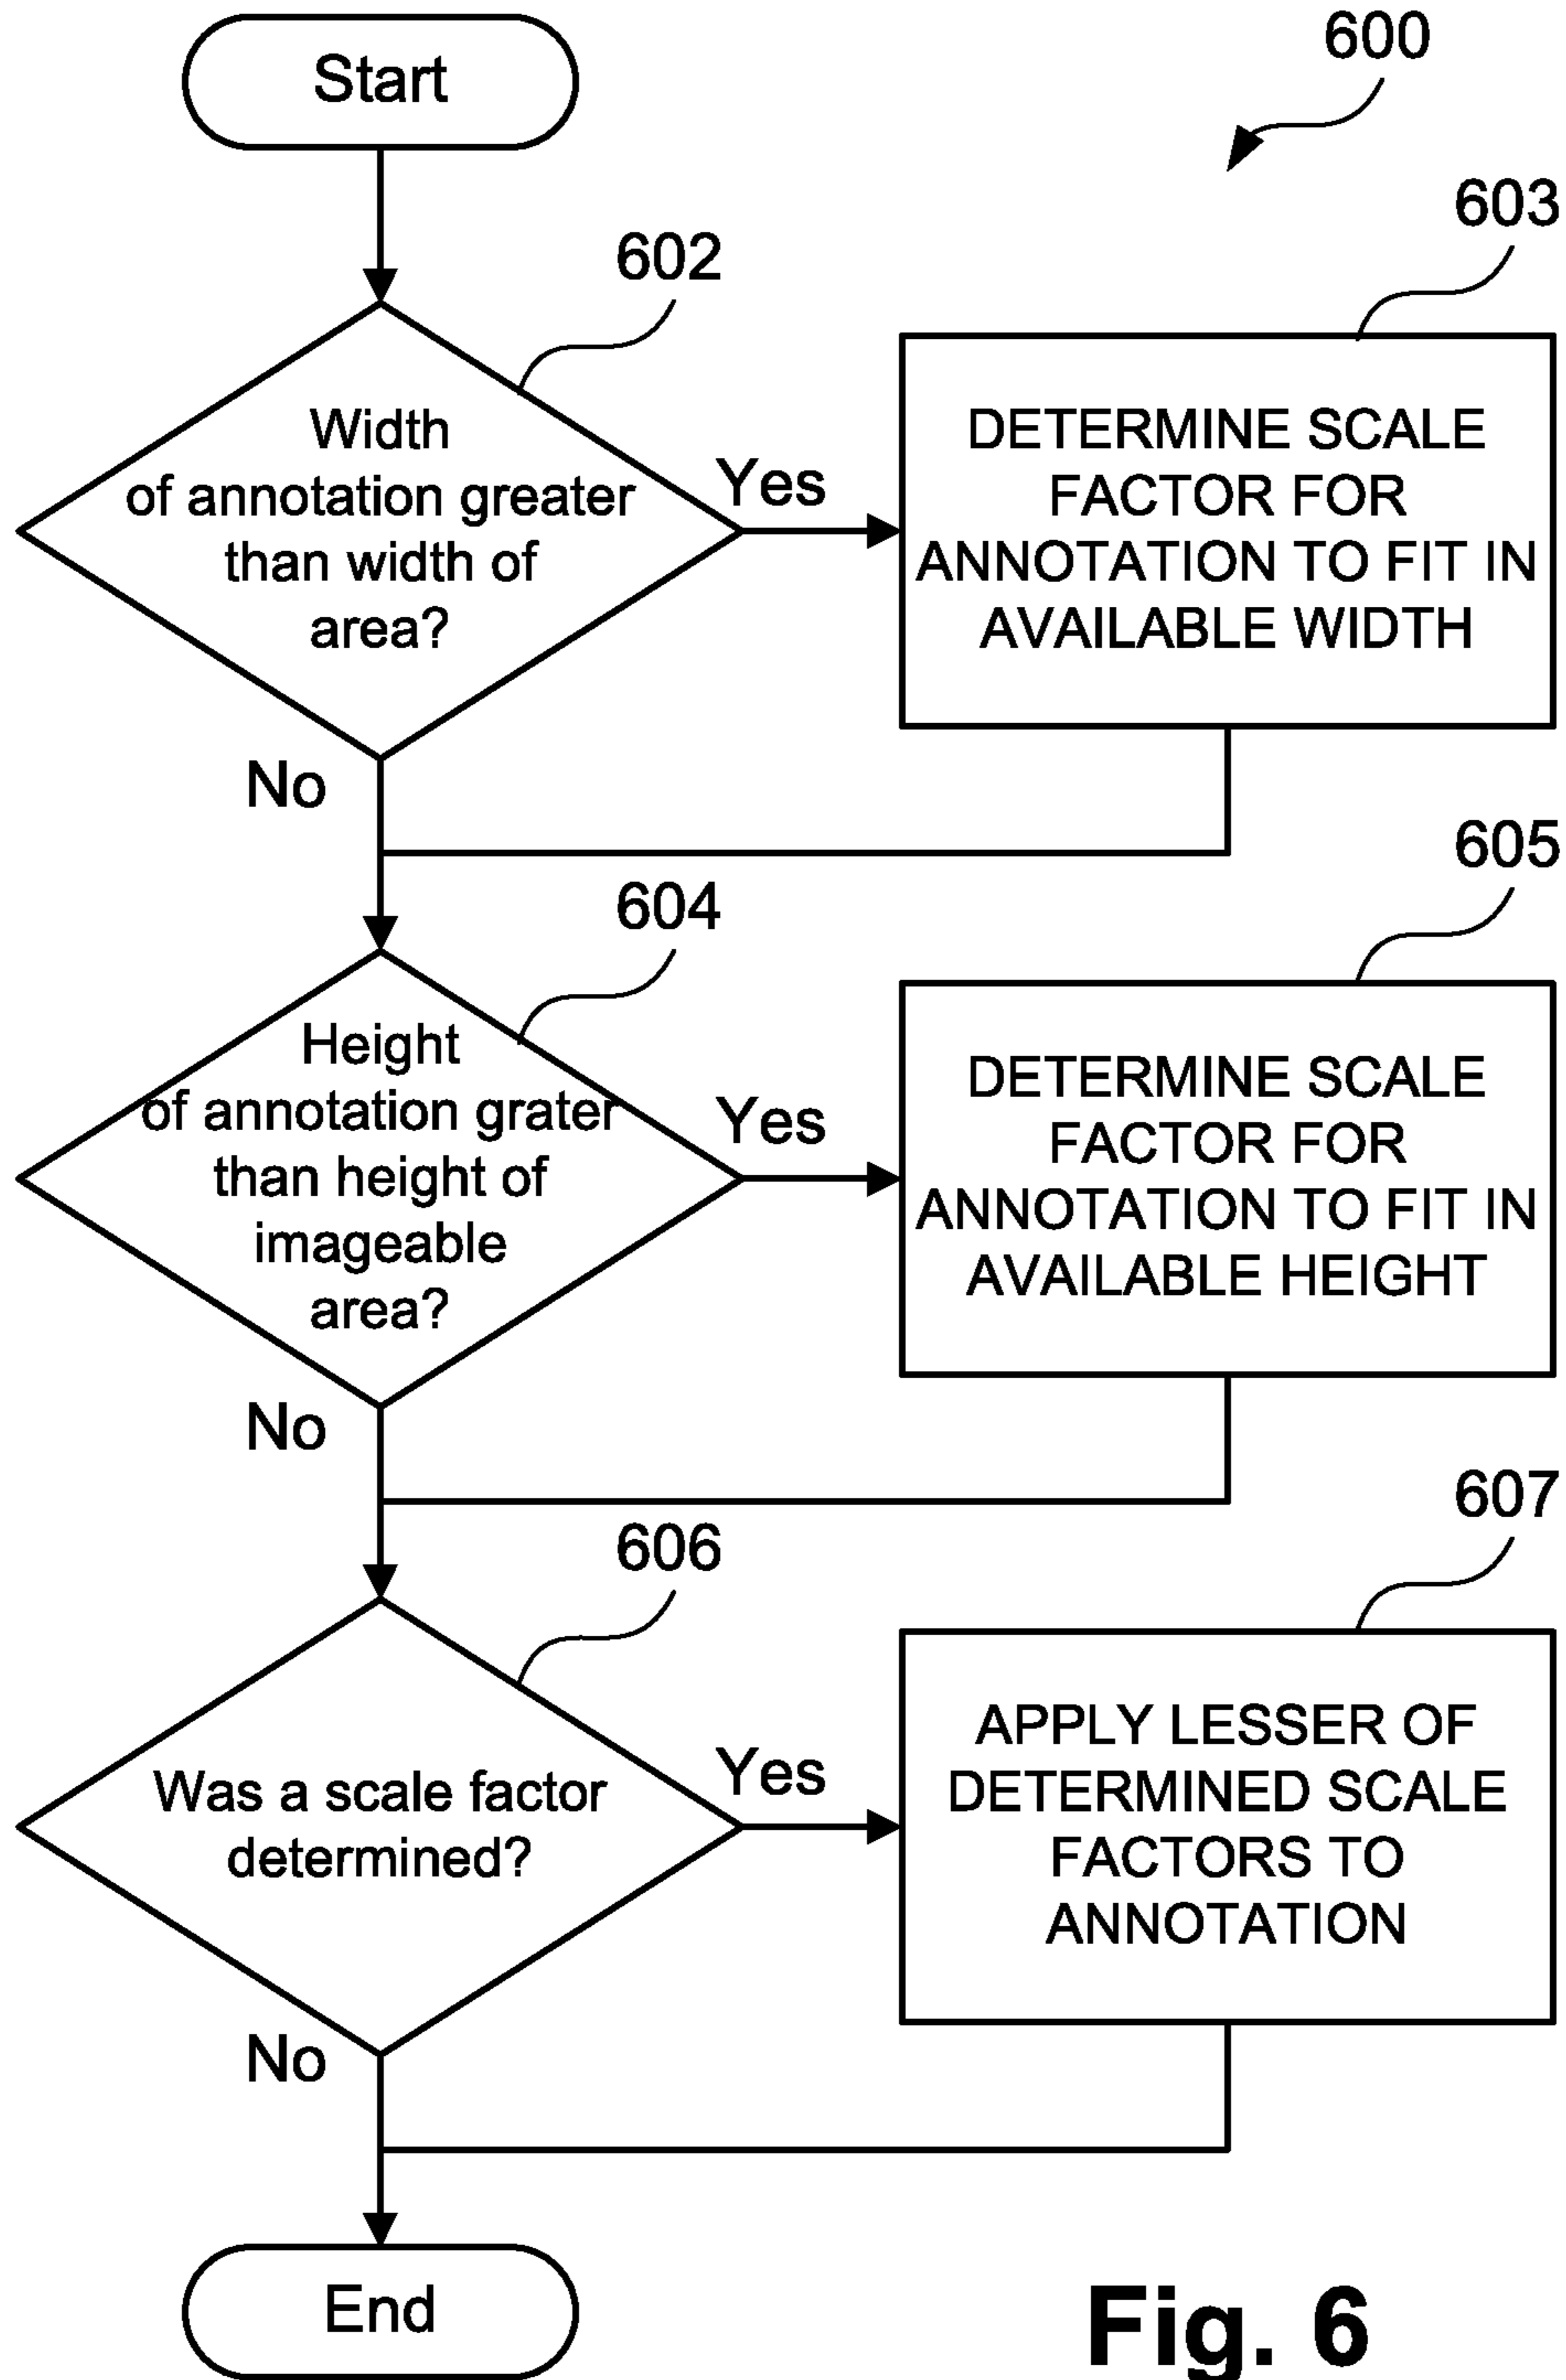 Start
600
602
603
Width
of annotation greater
than width of
area?
Yes
DETERMINE SCALE
FACTOR FOR
ANNOTATION TO FIT IN
AVAILABLE WIDTH
No
604
605
Height
of annotation grater
than height of
imageable
area?
Yes
DETERMINE SCALE
FACTOR FOR
ANNOTATION TO FIT IN
AVAILABLE HEIGHT
No
606
607
Was a scale factor
determined?
Yes
APPLY LESSER OF
DETERMINED SCALE
FACTORS TO
ANNOTATION
No
End
Fig. 6